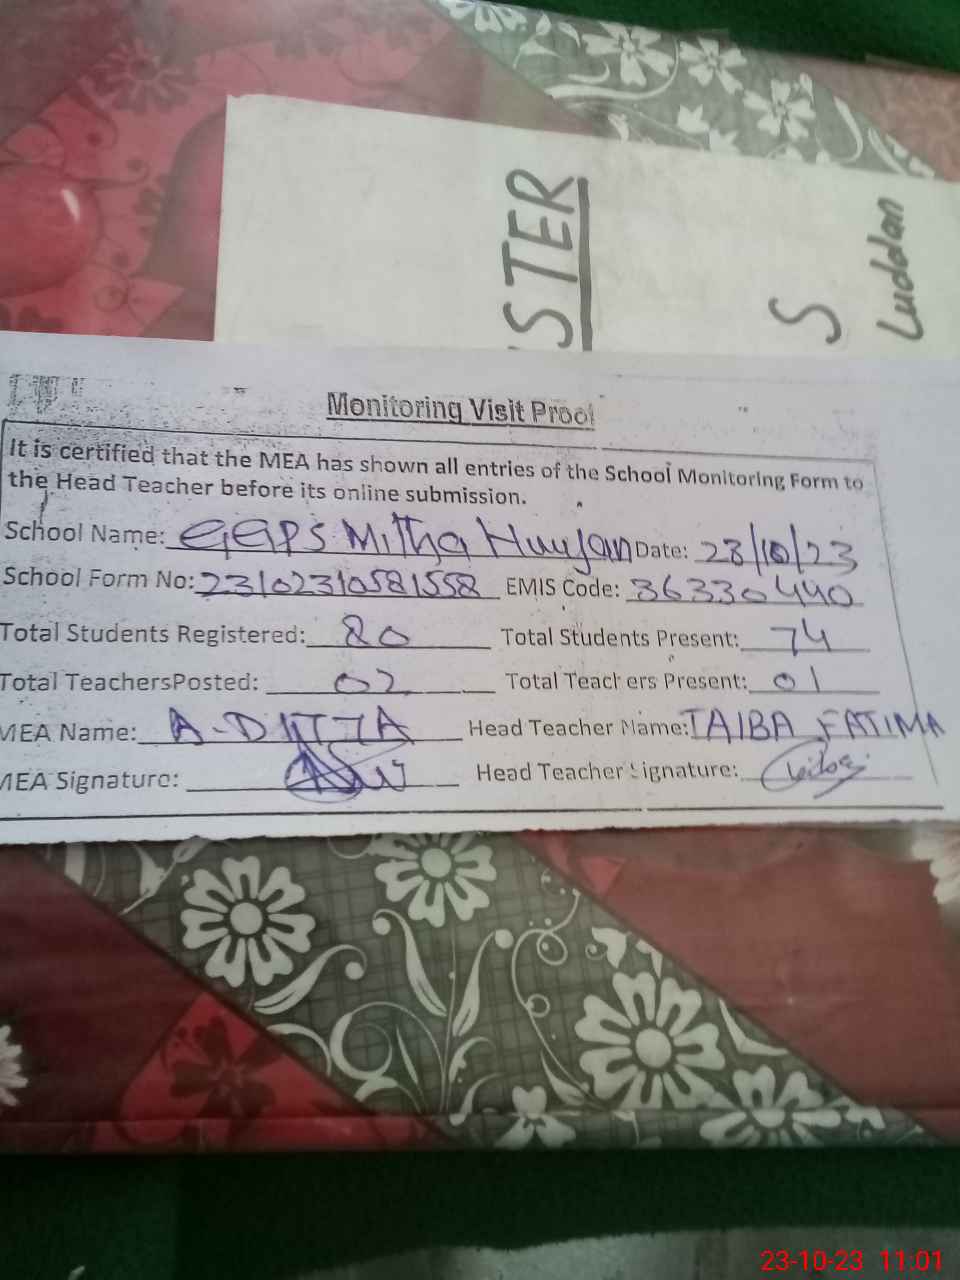 STER
S
Luddan
Monitoring Visit Proof
It is certified that the MEA has shown all entries of the School Monitoring Form to
the Head Teacher before its online submission.
School Name: GGPS Mitha Hunjan Date: 23/10/23
School Form No: 23102310581558 EMIS Code: 36330440
Total Students Registered: 80 Total Students Present: 74
Total TeachersPosted: 02 Total Teachers Present: 01
MEA Name: A-DITTA Head Teacher Name: TAIBA FATIMA
MEA Signature: Head Teacher Signature:
23-10-23 11:01